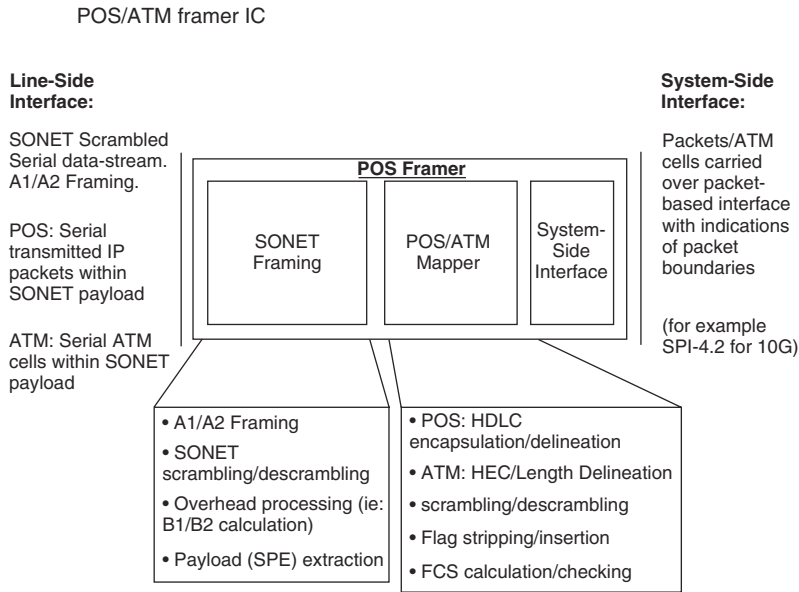 POS/ATM framer IC
Line-Side
Interface:
SONET Scrambled
Serial data-stream.
A1/A2 Framing.
POS: Serial
transmitted IP
packets within
SONET payload
ATM: Serial ATM
cells within SONET
payload
POS Framer
SONET
Framing
POS/ATM
Mapper
System-
Side
Interface
System-Side
Interface:
Packets/ATM
cells carried
over packet-
based interface
with indications
of packet
boundaries
(for example
SPI-4.2 for 10G)
• A1/A2 Framing
• SONET
scrambling/descrambling
• Overhead processing (ie:
B1/B2 calculation)
• Payload (SPE) extraction
• POS: HDLC
encapsulation/delineation
• ATM: HEC/Length Delineation
• scrambling/descrambling
• Flag stripping/insertion
• FCS calculation/checking